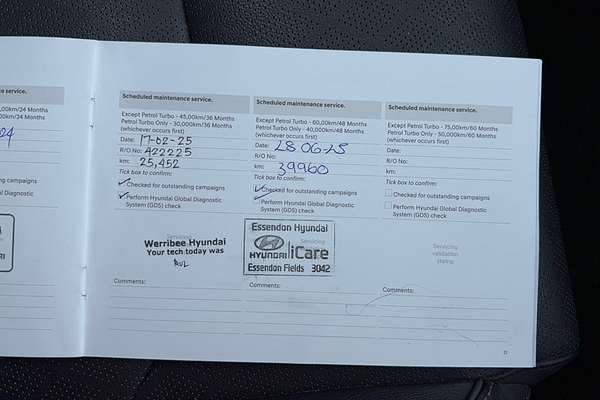 e service.
,00km/24 Months
00km/24 Months
24
campaigns
al Diagnostic
RI
Scheduled maintenance service.
Except Petrol Turbo - 45,00km/36 Months
Petrol Turbo Only - 30,000km/36 Months
(whichever occurs first)
Date: 17-02-25
R/O No: 422225
km: 25,452
Tick box to confirm:
Checked for outstanding campaigns
Perform Hyundai Global Diagnostic
System (GDS) check
Servicing
Werribee Hyundai
Your tech today was
Comments:
Scheduled maintenance service.
Except Petrol Turbo - 60,00km/48 Months
Petrol Turbo Only - 40,000km/48 Months
(whichever occurs first)
Date: 28 06-25
R/O No:
km: 39960
Tick box to confirm:
Checked for outstanding campaigns
Perform Hyundai Global Diagnostic
System (GDS) check
Essendon Hyundai
HYUNDAI iCare
Essendon Fields 3042
Comments:
Scheduled maintenance service.
Except Petrol Turbo - 75,00km/60 Months
Petrol Turbo Only - 50,000km/60 Months
(whichever occurs first)
Date:
R/O No:
km:
Tick box to confirm:
Checked for outstanding campaigns
Perform Hyundai Global Diagnostic
System (GDS) check
Servicing
validation
stamp
Comments: